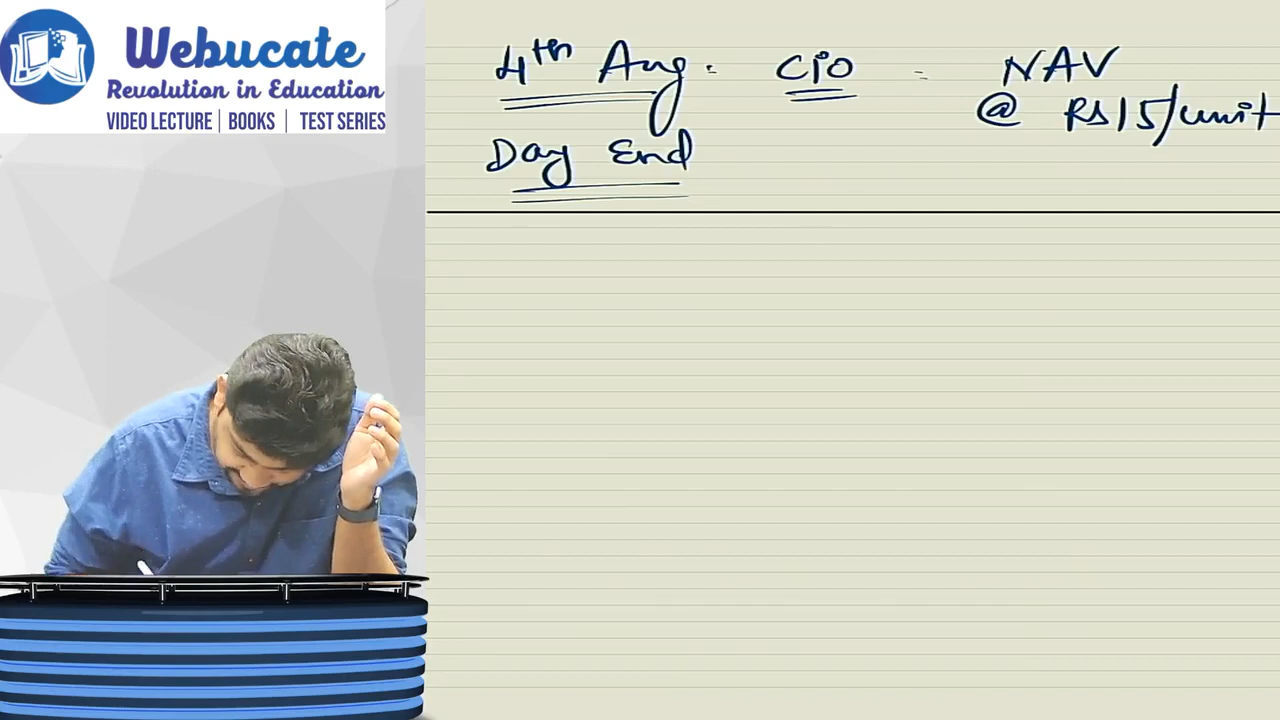 Webucate
Revolution in Education
VIDEO LECTURE | BOOKS | TEST SERIES
4th Aug. CIO = NAV
@ Rs15/unit
Day End